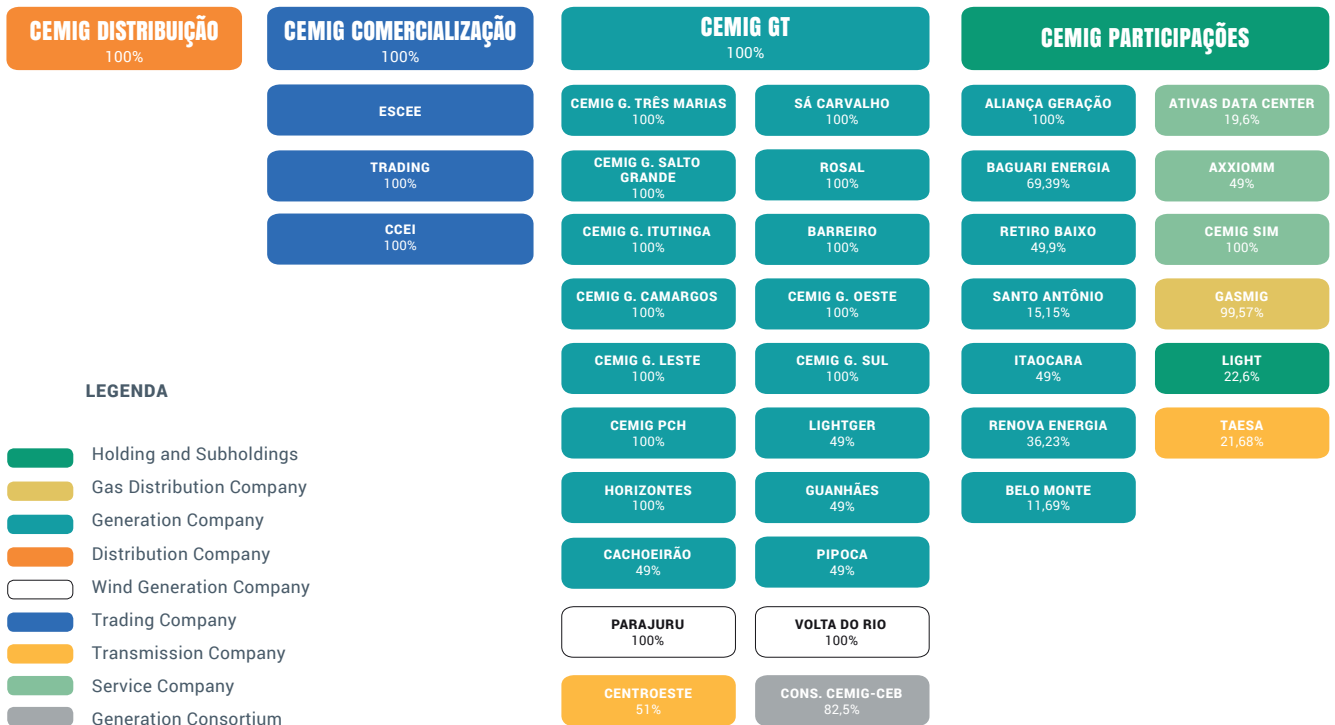 CEMIG DISTRIBUIÇÃO
100%
CEMIG COMERCIALIZAÇÃO
100%
ESCEE
TRADING
100%
CCEI
100%
CEMIG GT
100%
CEMIG G. TRÊS MARIAS
100%
SÁ CARVALHO
100%
CEMIG G. SALTO
GRANDE
100%
ROSAL
100%
CEMIG G. ITUTINGA
100%
BARREIRO
100%
CEMIG G. CAMARGOS
100%
CEMIG G. OESTE
100%
CEMIG G. LESTE
100%
CEMIG G. SUL
100%
CEMIG PCH
100%
LIGHTGER
49%
HORIZONTES
100%
GUANHÃES
49%
CACHOEIRÃO
49%
PIPOCA
49%
PARAJURU
100%
VOLTA DO RIO
100%
CENTROESTE
51%
CONS. CEMIG-CEB
82,5%
CEMIG PARTICIPAÇÕES
ALIANÇA GERAÇÃO
100%
ATIVAS DATA CENTER
19,6%
BAGUARI ENERGIA
69,39%
AXXIOMM
49%
RETIRO BAIXO
49,9%
CEMIG SIM
100%
SANTO ANTÔNIO
15,15%
GASMIG
99,57%
ITAOCARA
49%
LIGHT
22,6%
RENOVA ENERGIA
36,23%
TAESA
21,68%
BELO MONTE
11,69%
LEGENDA
Holding and Subholdings
Gas Distribution Company
Generation Company
Distribution Company
Wind Generation Company
Trading Company
Transmission Company
Service Company
Generation Consortium